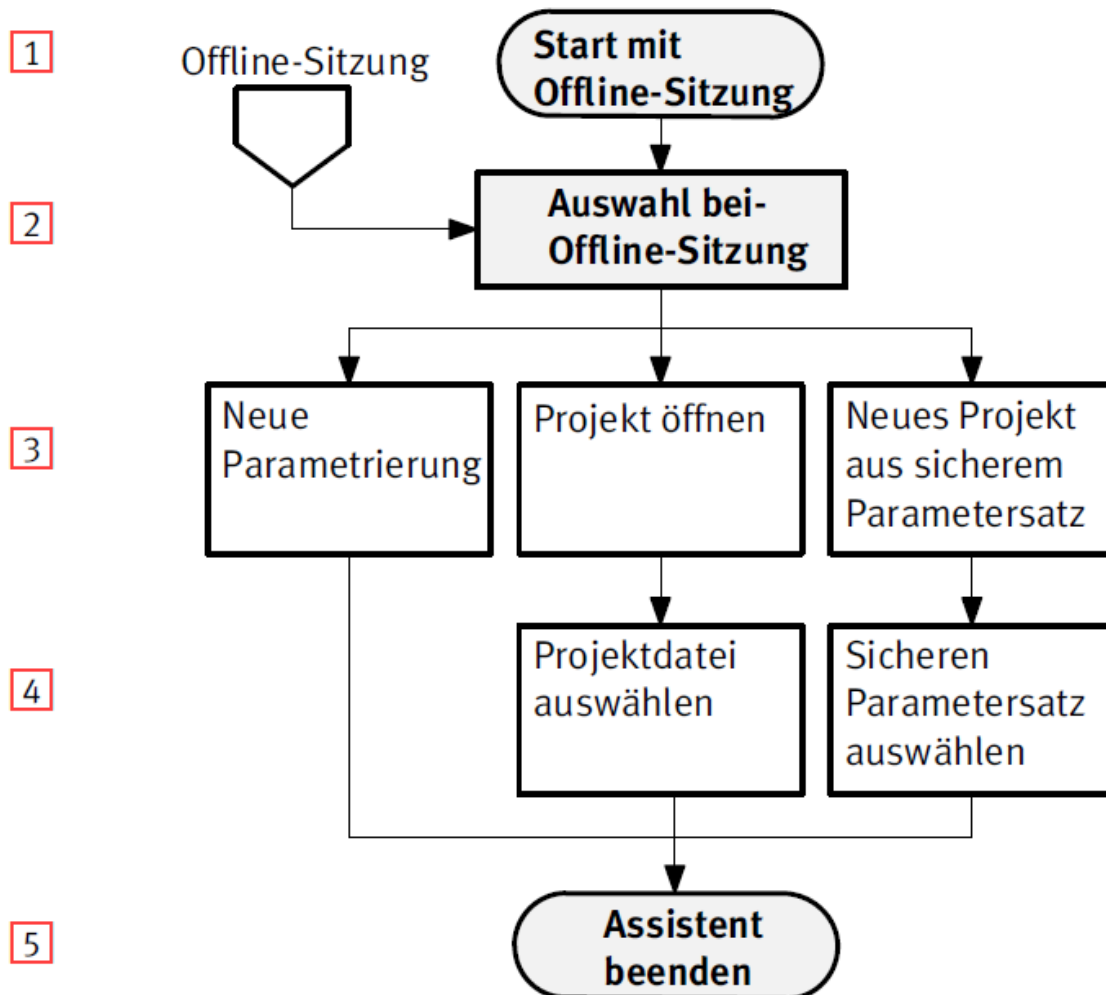 1
Offline-Sitzung
Start mit
Offline-Sitzung
2
Auswahl bei-
Offline-Sitzung
3
Neue
Parametrierung
Projekt öffnen
Neues Projekt
aus sicherem
Parametersatz
4
Projektdatei
auswählen
Sicheren
Parametersatz
auswählen
5
Assistent
beenden